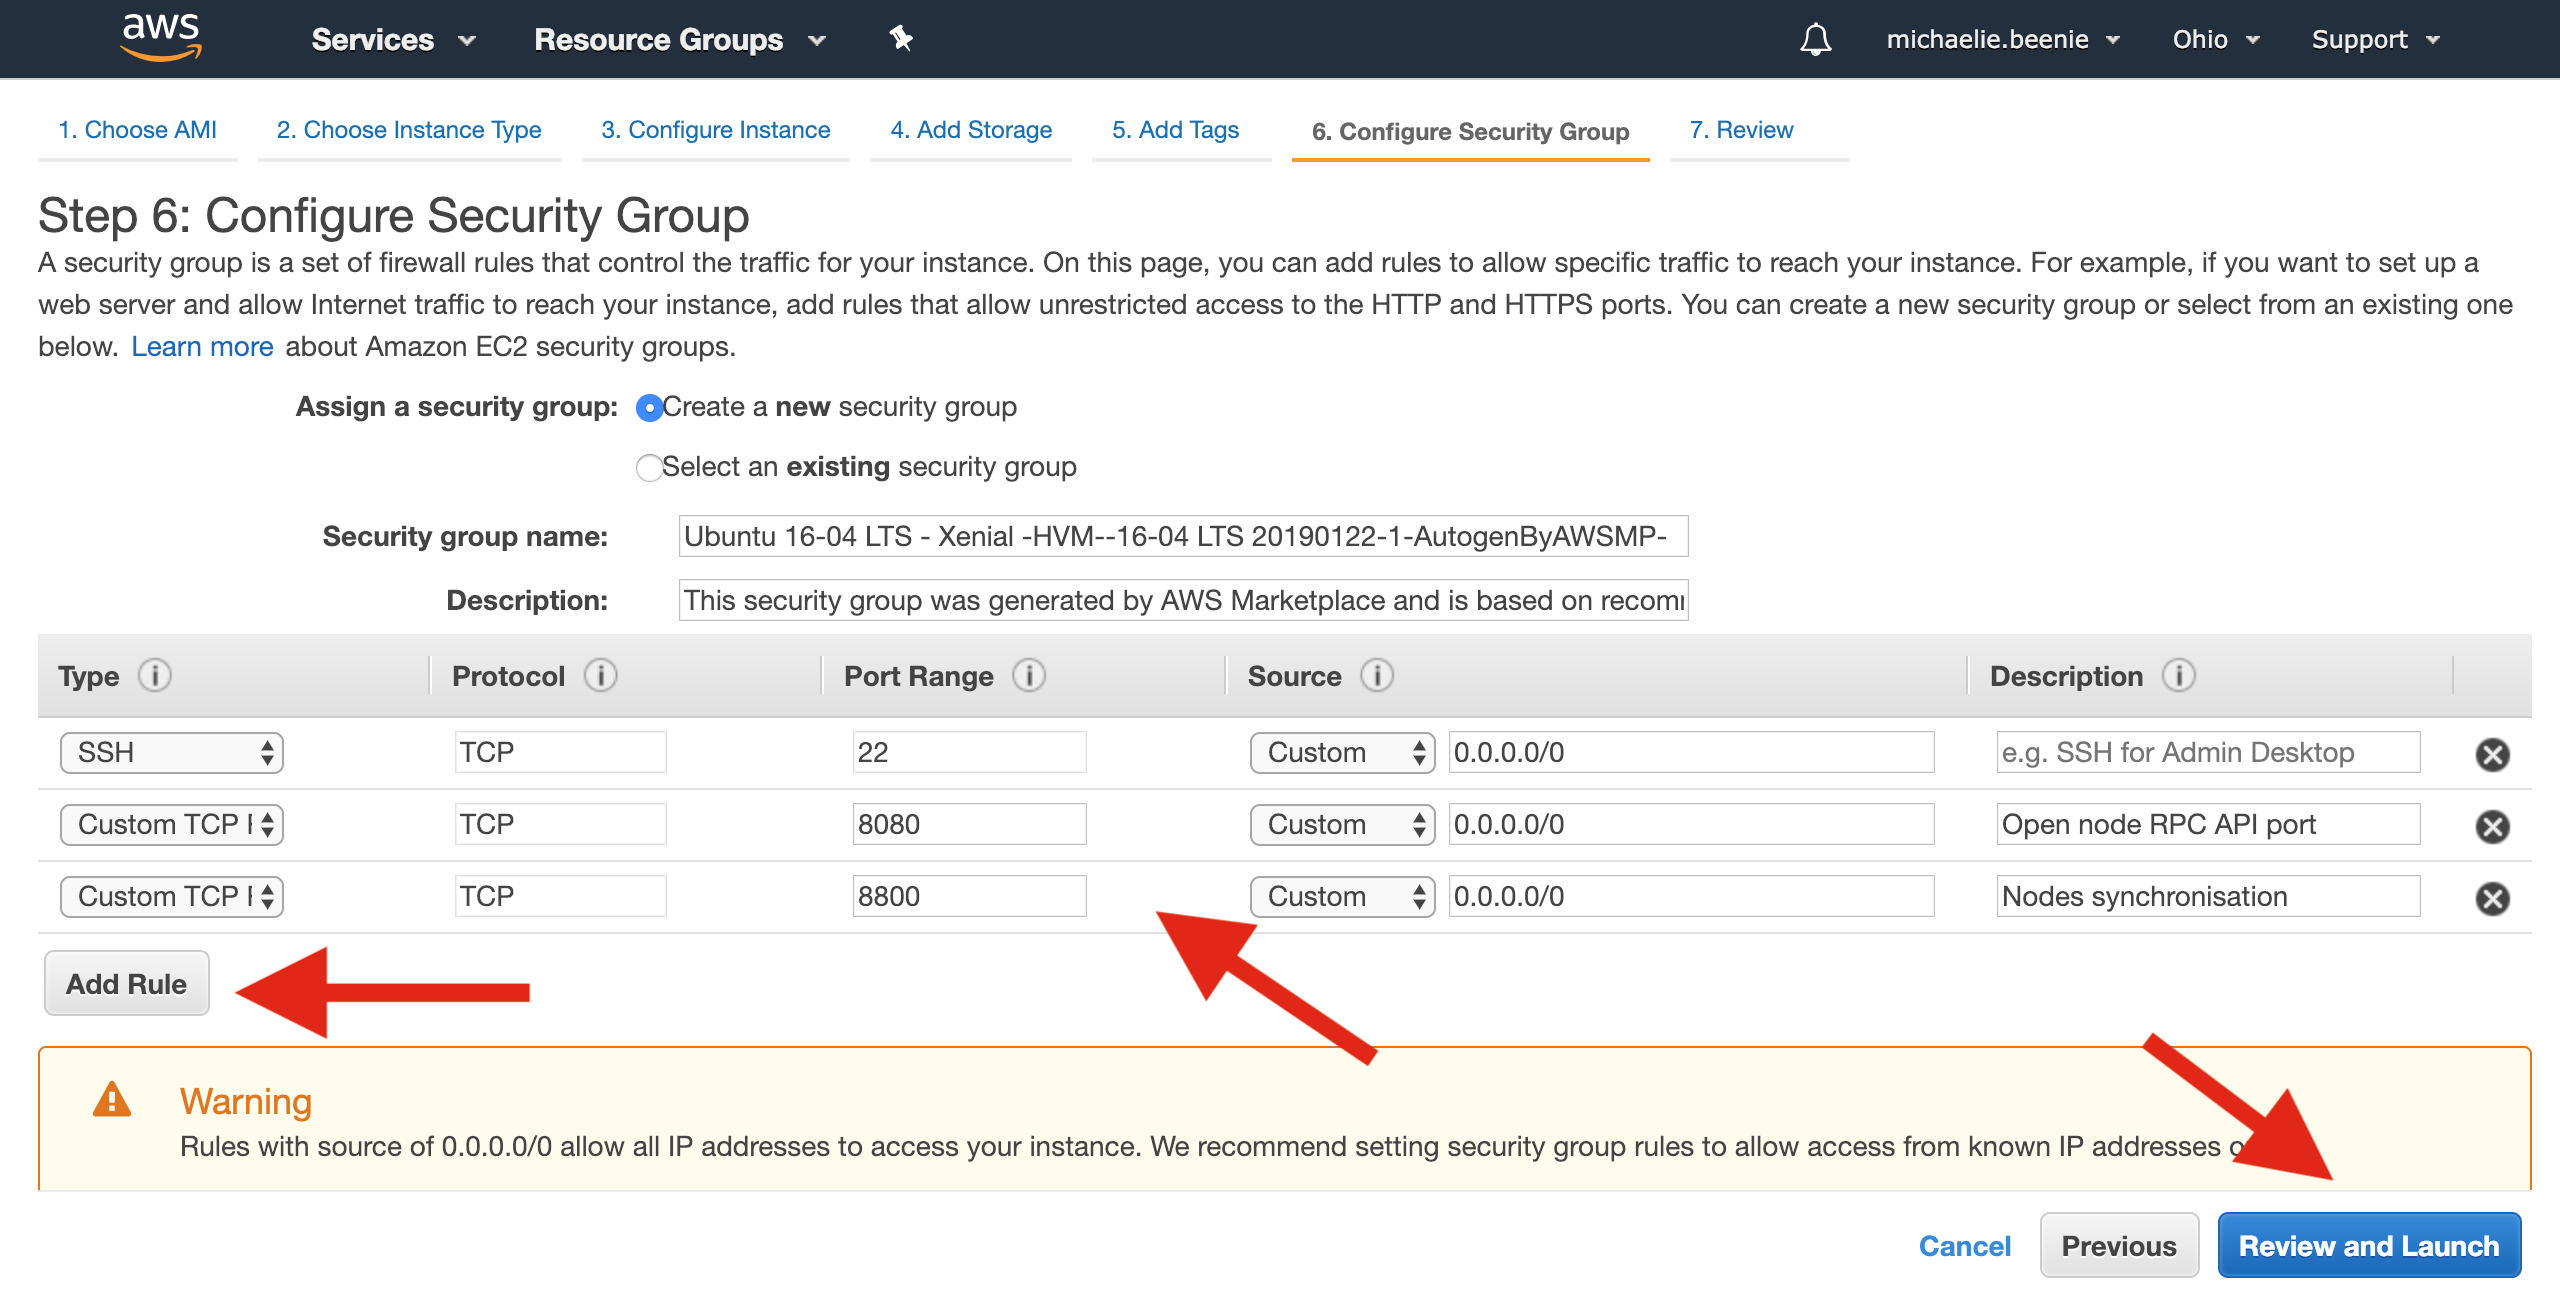 aws Services Resource Groups michaelie.beenie Ohio Support
1. Choose AMI 2. Choose Instance Type 3. Configure Instance 4. Add Storage 5. Add Tags 6. Configure Security Group 7. Review
Step 6: Configure Security Group
A security group is a set of firewall rules that control the traffic for your instance. On this page, you can add rules to allow specific traffic to reach your instance. For example, if you want to set up a
web server and allow Internet traffic to reach your instance, add rules that allow unrestricted access to the HTTP and HTTPS ports. You can create a new security group or select from an existing one
below. Learn more about Amazon EC2 security groups.
Assign a security group: Create a new security group
Select an existing security group
Security group name: Ubuntu 16-04 LTS - Xenial -HVM--16-04 LTS 20190122-1-AutogenByAWSMP-
Description: This security group was generated by AWS Marketplace and is based on
Type Protocol Port Range Source Description
SSH TCP 22 Custom 0.0.0.0/0 e.g. SSH for Admin Desktop
Custom TCP TCP 8080 Custom 0.0.0.0/0 Open node RPC API port
Custom TCP TCP 8800 Custom 0.0.0.0/0 Nodes synchronisation
Add Rule
Warning
Rules with source of 0.0.0.0/0 allow all IP addresses to access your instance. We recommend setting security group rules to allow access from known IP addresses
Cancel Previous Review and Launch